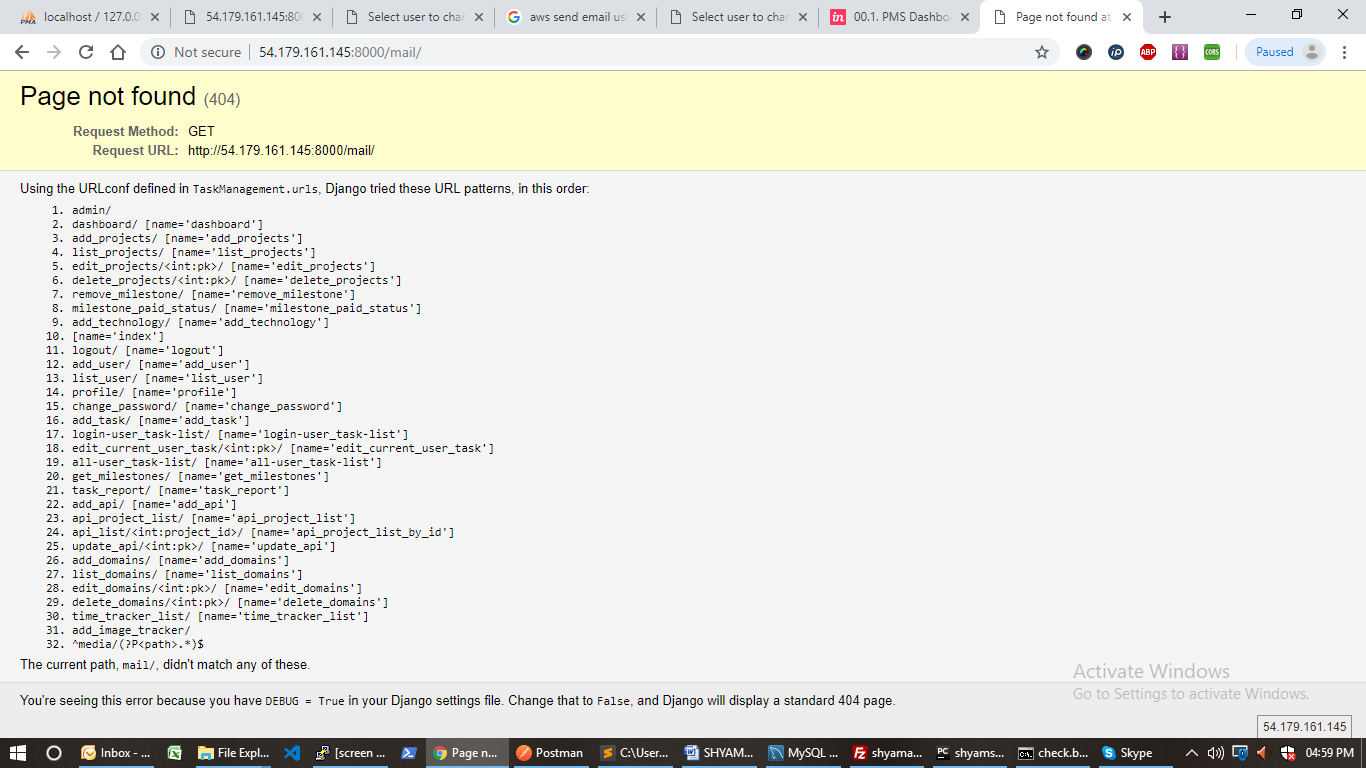 localhost / 127.0.0
54.179.161.145:800
Select user to chan
aws send email usi
Select user to chan
in 00.1. PMS Dashbo
Page not found at
Not secure 54.179.161.145:8000/mail/
ip ABP CORS Paused
Page not found (404)
Request Method: GET
Request URL: http://54.179.161.145:8000/mail/
Using the URLconf defined in TaskManagement.urls, Django tried these URL patterns, in this order:
1. admin/
2. dashboard/ [name='dashboard']
3. add_projects/ [name='add_projects']
4. list_projects/ [name='list_projects']
5. edit_projects/<int:pk>/ [name='edit_projects']
6. delete_projects/<int:pk>/ [name='delete_projects']
7. remove_milestone/ [name='remove_milestone']
8. milestone_paid_status/ [name='milestone_paid_status']
9. add_technology/ [name='add_technology']
10. [name='index']
11. logout/ [name='logout']
12. add_user/ [name='add_user']
13. list_user/ [name='list_user']
14. profile/ [name='profile']
15. change_password/ [name='change_password']
16. add_task/ [name='add_task']
17. login-user_task-list/ [name='login-user_task-list']
18. edit_current_user_task/<int:pk>/ [name='edit_current_user_task']
19. all-user_task-list/ [name='all-user_task-list']
20. get_milestones/ [name='get_milestones']
21. task_report/ [name='task_report']
22. add_api/ [name='add_api']
23. api_project_list/ [name='api_project_list']
24. api_list/<int:project_id>/ [name='api_project_list_by_id']
25. update_api/<int:pk>/ [name='update_api']
26. add_domains/ [name='add_domains']
27. list_domains/ [name='list_domains']
28. edit_domains/<int:pk>/ [name='edit_domains']
29. delete_domains/<int:pk>/ [name='delete_domains']
30. time_tracker_list/ [name='time_tracker_list']
31. add_image_tracker/
32. ^media/(?P<path>.*)$
The current path, mail/, didn't match any of these.
Activate Windows
Go to Settings to activate Windows.
You're seeing this error because you have DEBUG = True in your Django settings file. Change that to False, and Django will display a standard 404 page.
54.179.161.145
Inbox - ...
File Expl...
[screen ...
Page n...
Postman
C:\User...
SHYAM...
MySQL ...
shyama...
shyams...
check.b...
Skype
04:59 PM